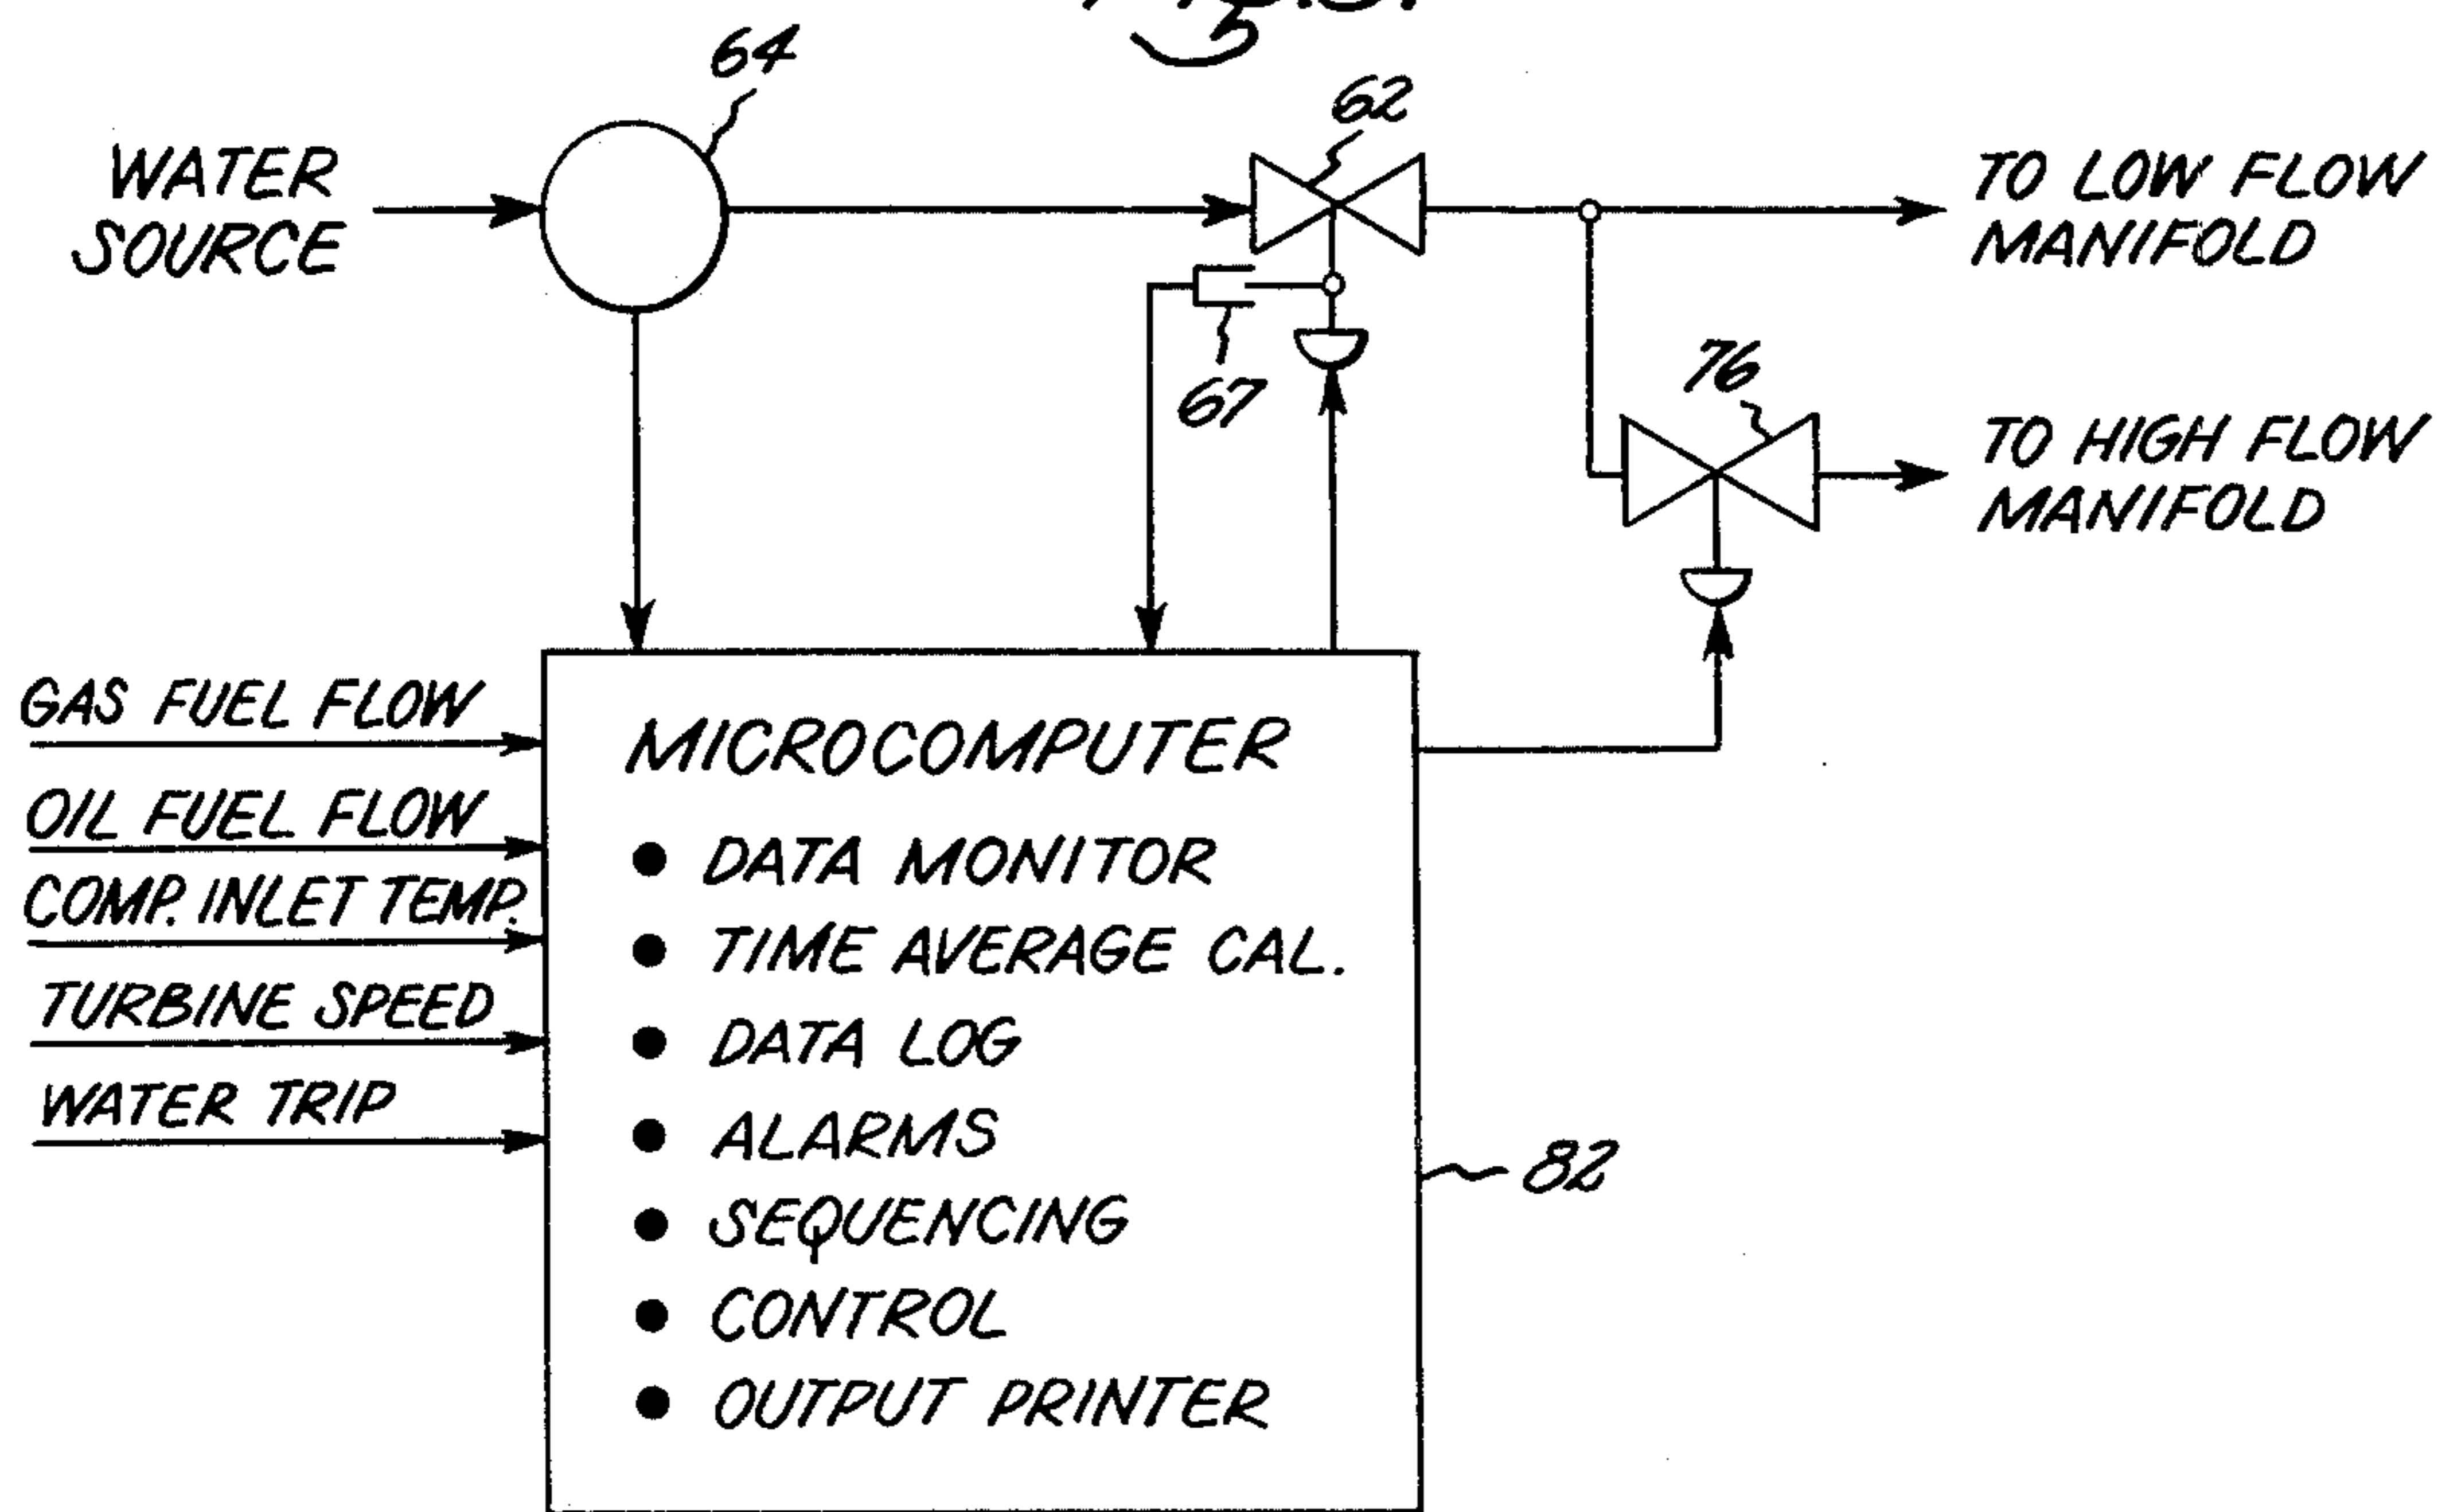 64
62
WATER
SOURCE
TO LOW FLOW
MANIFOLD
67
76
TO HIGH FLOW
MANIFOLD
GAS FUEL FLOW
OIL FUEL FLOW
COMP. INLET TEMP.
TURBINE SPEED
WATER TRIP
MICROCOMPUTER
● DATA MONITOR
● TIME AVERAGE CAL.
● DATA LOG
● ALARMS
● SEQUENCING
● CONTROL
● OUTPUT PRINTER
82